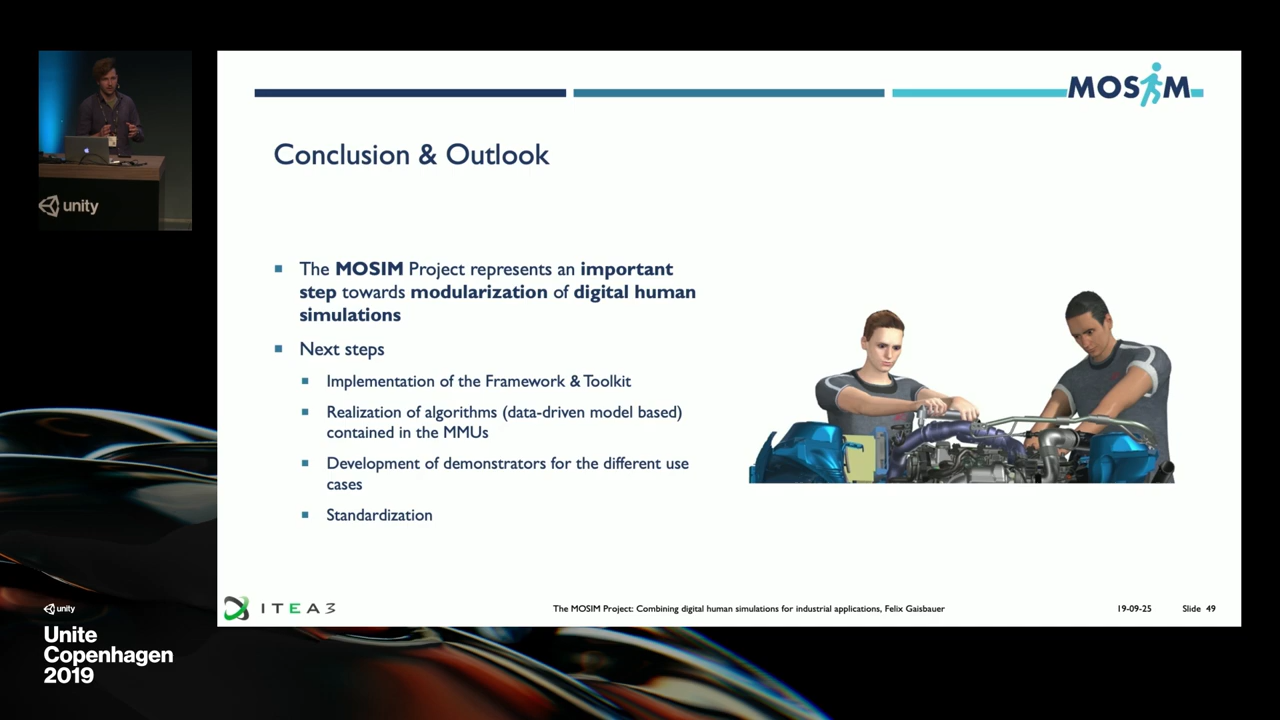 MOSIM
Conclusion & Outlook
The MOSIM Project represents an important
step towards modularization of digital human
simulations
Next steps
Implementation of the Framework & Toolkit
Realization of algorithms (data-driven model based)
contained in the MMUs
Development of demonstrators for the different use
cases
Standardization
ITEA3
The MOSIM Project: Combining digital human simulations for industrial applications, Felix Gaisbauer
19-09-25
Slide 49
unity
unity
Unite
Copenhagen
2019